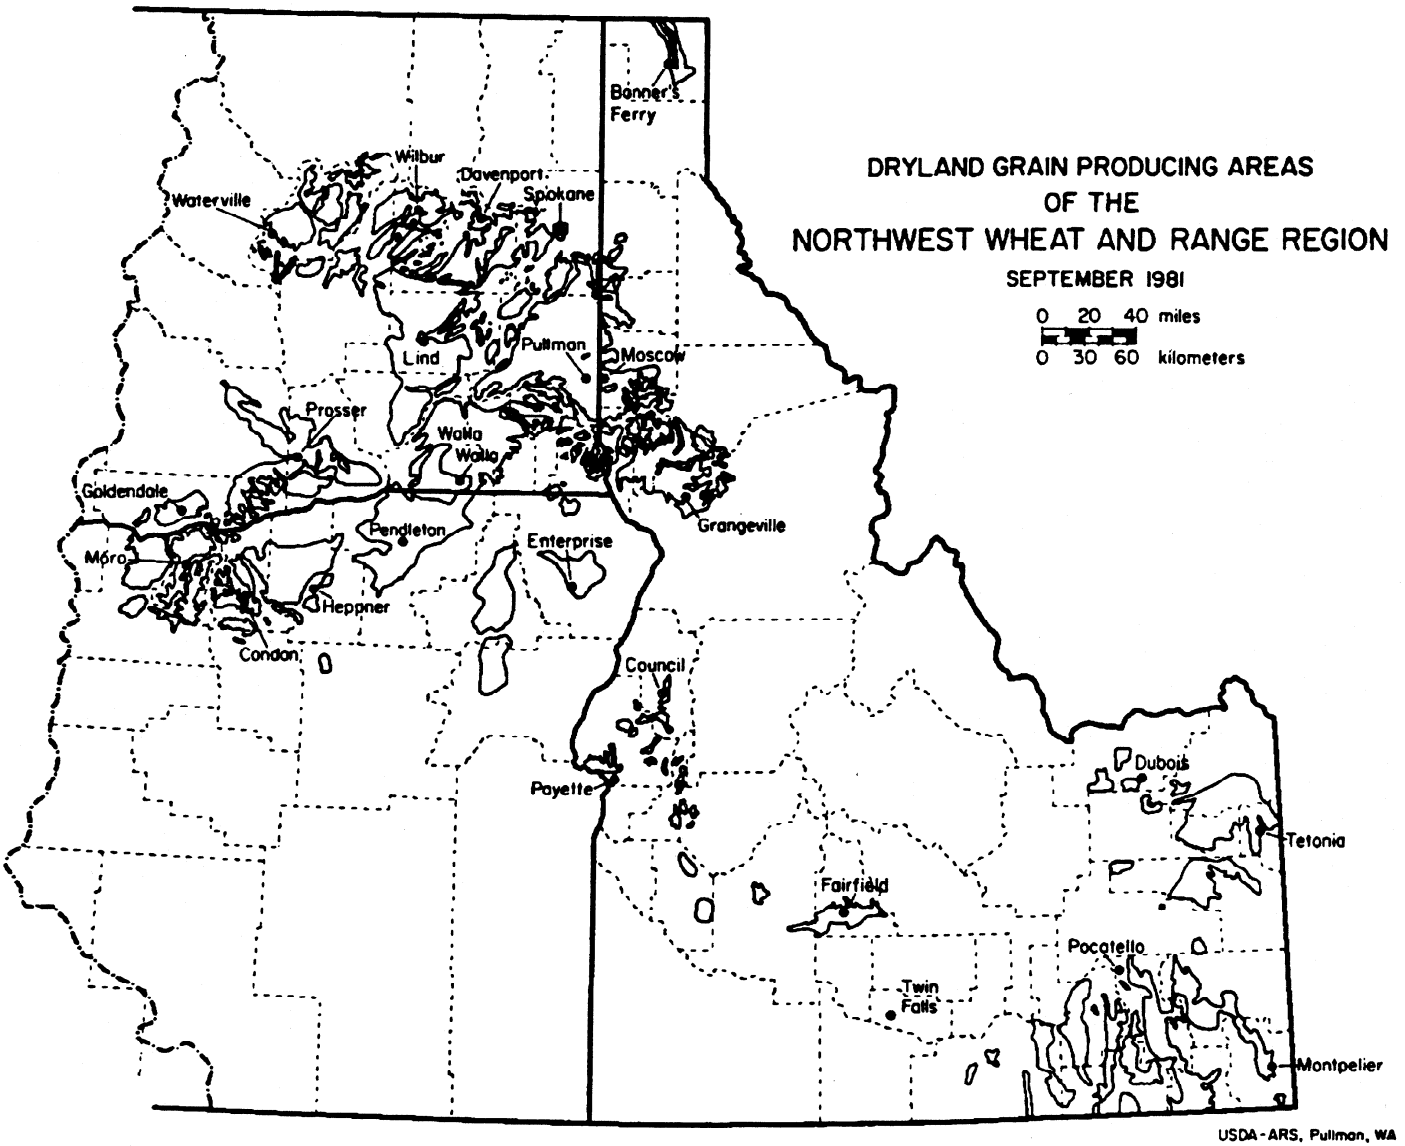 Bonner's
Ferry
Wilbur
Davenport
Spokane
Waterville
DRYLAND GRAIN PRODUCING AREAS
OF THE
NORTHWEST WHEAT AND RANGE REGION
SEPTEMBER 1981
0 20 40 miles
0 30 60 kilometers
Lind
Pullman
Moscow
Prosser
Walla
Walla
Goldendale
Pendleton
Enterprise
Grangeville
Moro
Heppner
Condon
Council
Payette
Dubois
Tetonia
Fairfield
Pocatello
Twin
Falls
Montpelier
USDA-ARS, Pullman, WA